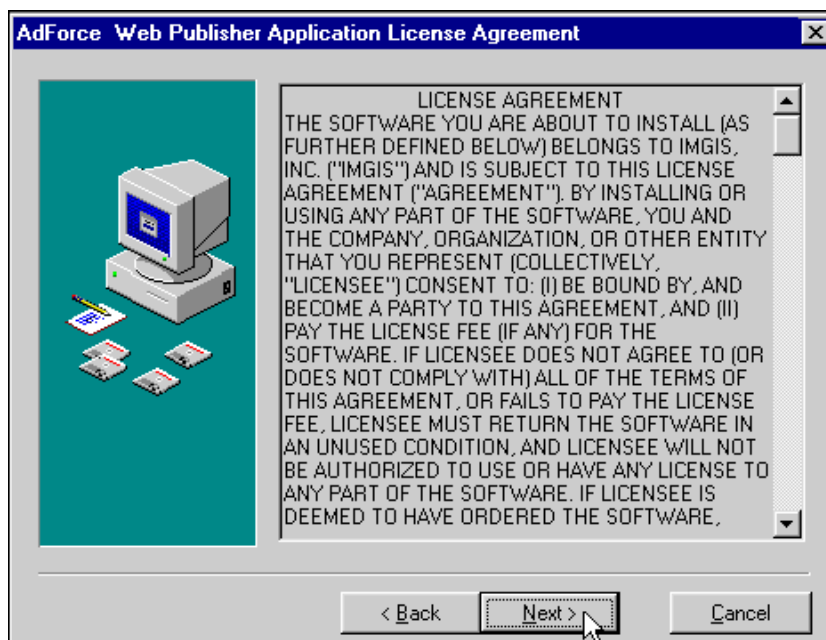 AdForce Web Publisher Application License Agreement
LICENSE AGREEMENT
THE SOFTWARE YOU ARE ABOUT TO INSTALL (AS
FURTHER DEFINED BELOW) BELONGS TO IMGIS,
INC. ("IMGIS") AND IS SUBJECT TO THIS LICENSE
AGREEMENT ("AGREEMENT"). BY INSTALLING OR
USING ANY PART OF THE SOFTWARE, YOU AND
THE COMPANY, ORGANIZATION, OR OTHER ENTITY
THAT YOU REPRESENT (COLLECTIVELY,
"LICENSEE") CONSENT TO: (I) BE BOUND BY, AND
BECOME A PARTY TO THIS AGREEMENT, AND (II)
PAY THE LICENSE FEE (IF ANY) FOR THE
SOFTWARE. IF LICENSEE DOES NOT AGREE TO (OR
DOES NOT COMPLY WITH) ALL OF THE TERMS OF
THIS AGREEMENT, OR FAILS TO PAY THE LICENSE
FEE, LICENSEE MUST RETURN THE SOFTWARE IN
AN UNUSED CONDITION, AND LICENSEE WILL NOT
BE AUTHORIZED TO USE OR HAVE ANY LICENSE TO
ANY PART OF THE SOFTWARE. IF LICENSEE IS
DEEMED TO HAVE ORDERED THE SOFTWARE,
< Back
Next >
Cancel